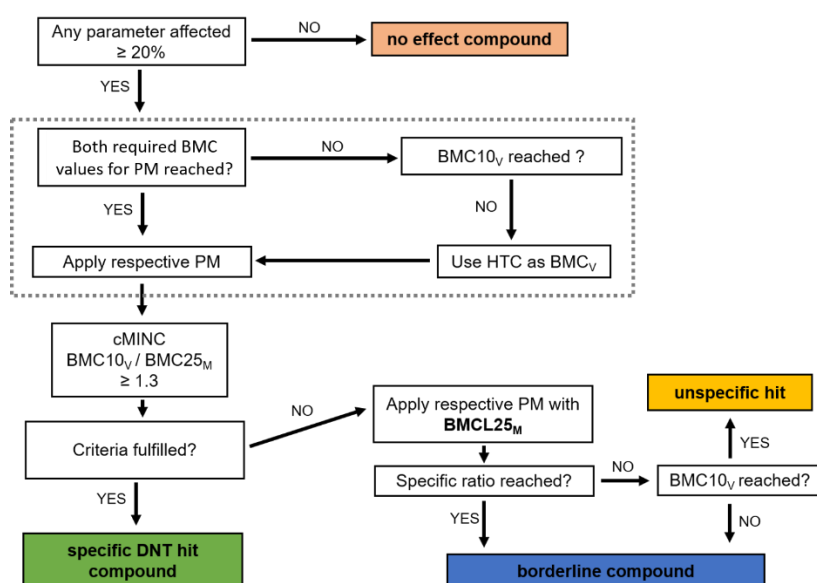 Any parameter affected
≥ 20%
NO
no effect compound
YES
Both required BMC
values for PM reached?
NO
BMC10V reached ?
YES
NO
Apply respective PM
Use HTC as BMCV
cMINC
BMC10V / BMC25M
≥ 1.3
NO
Apply respective PM with
BMCL25M
unspecific hit
YES
Criteria fulfilled?
Specific ratio reached?
NO
BMC10V reached?
YES
YES
NO
specific DNT hit
compound
borderline compound